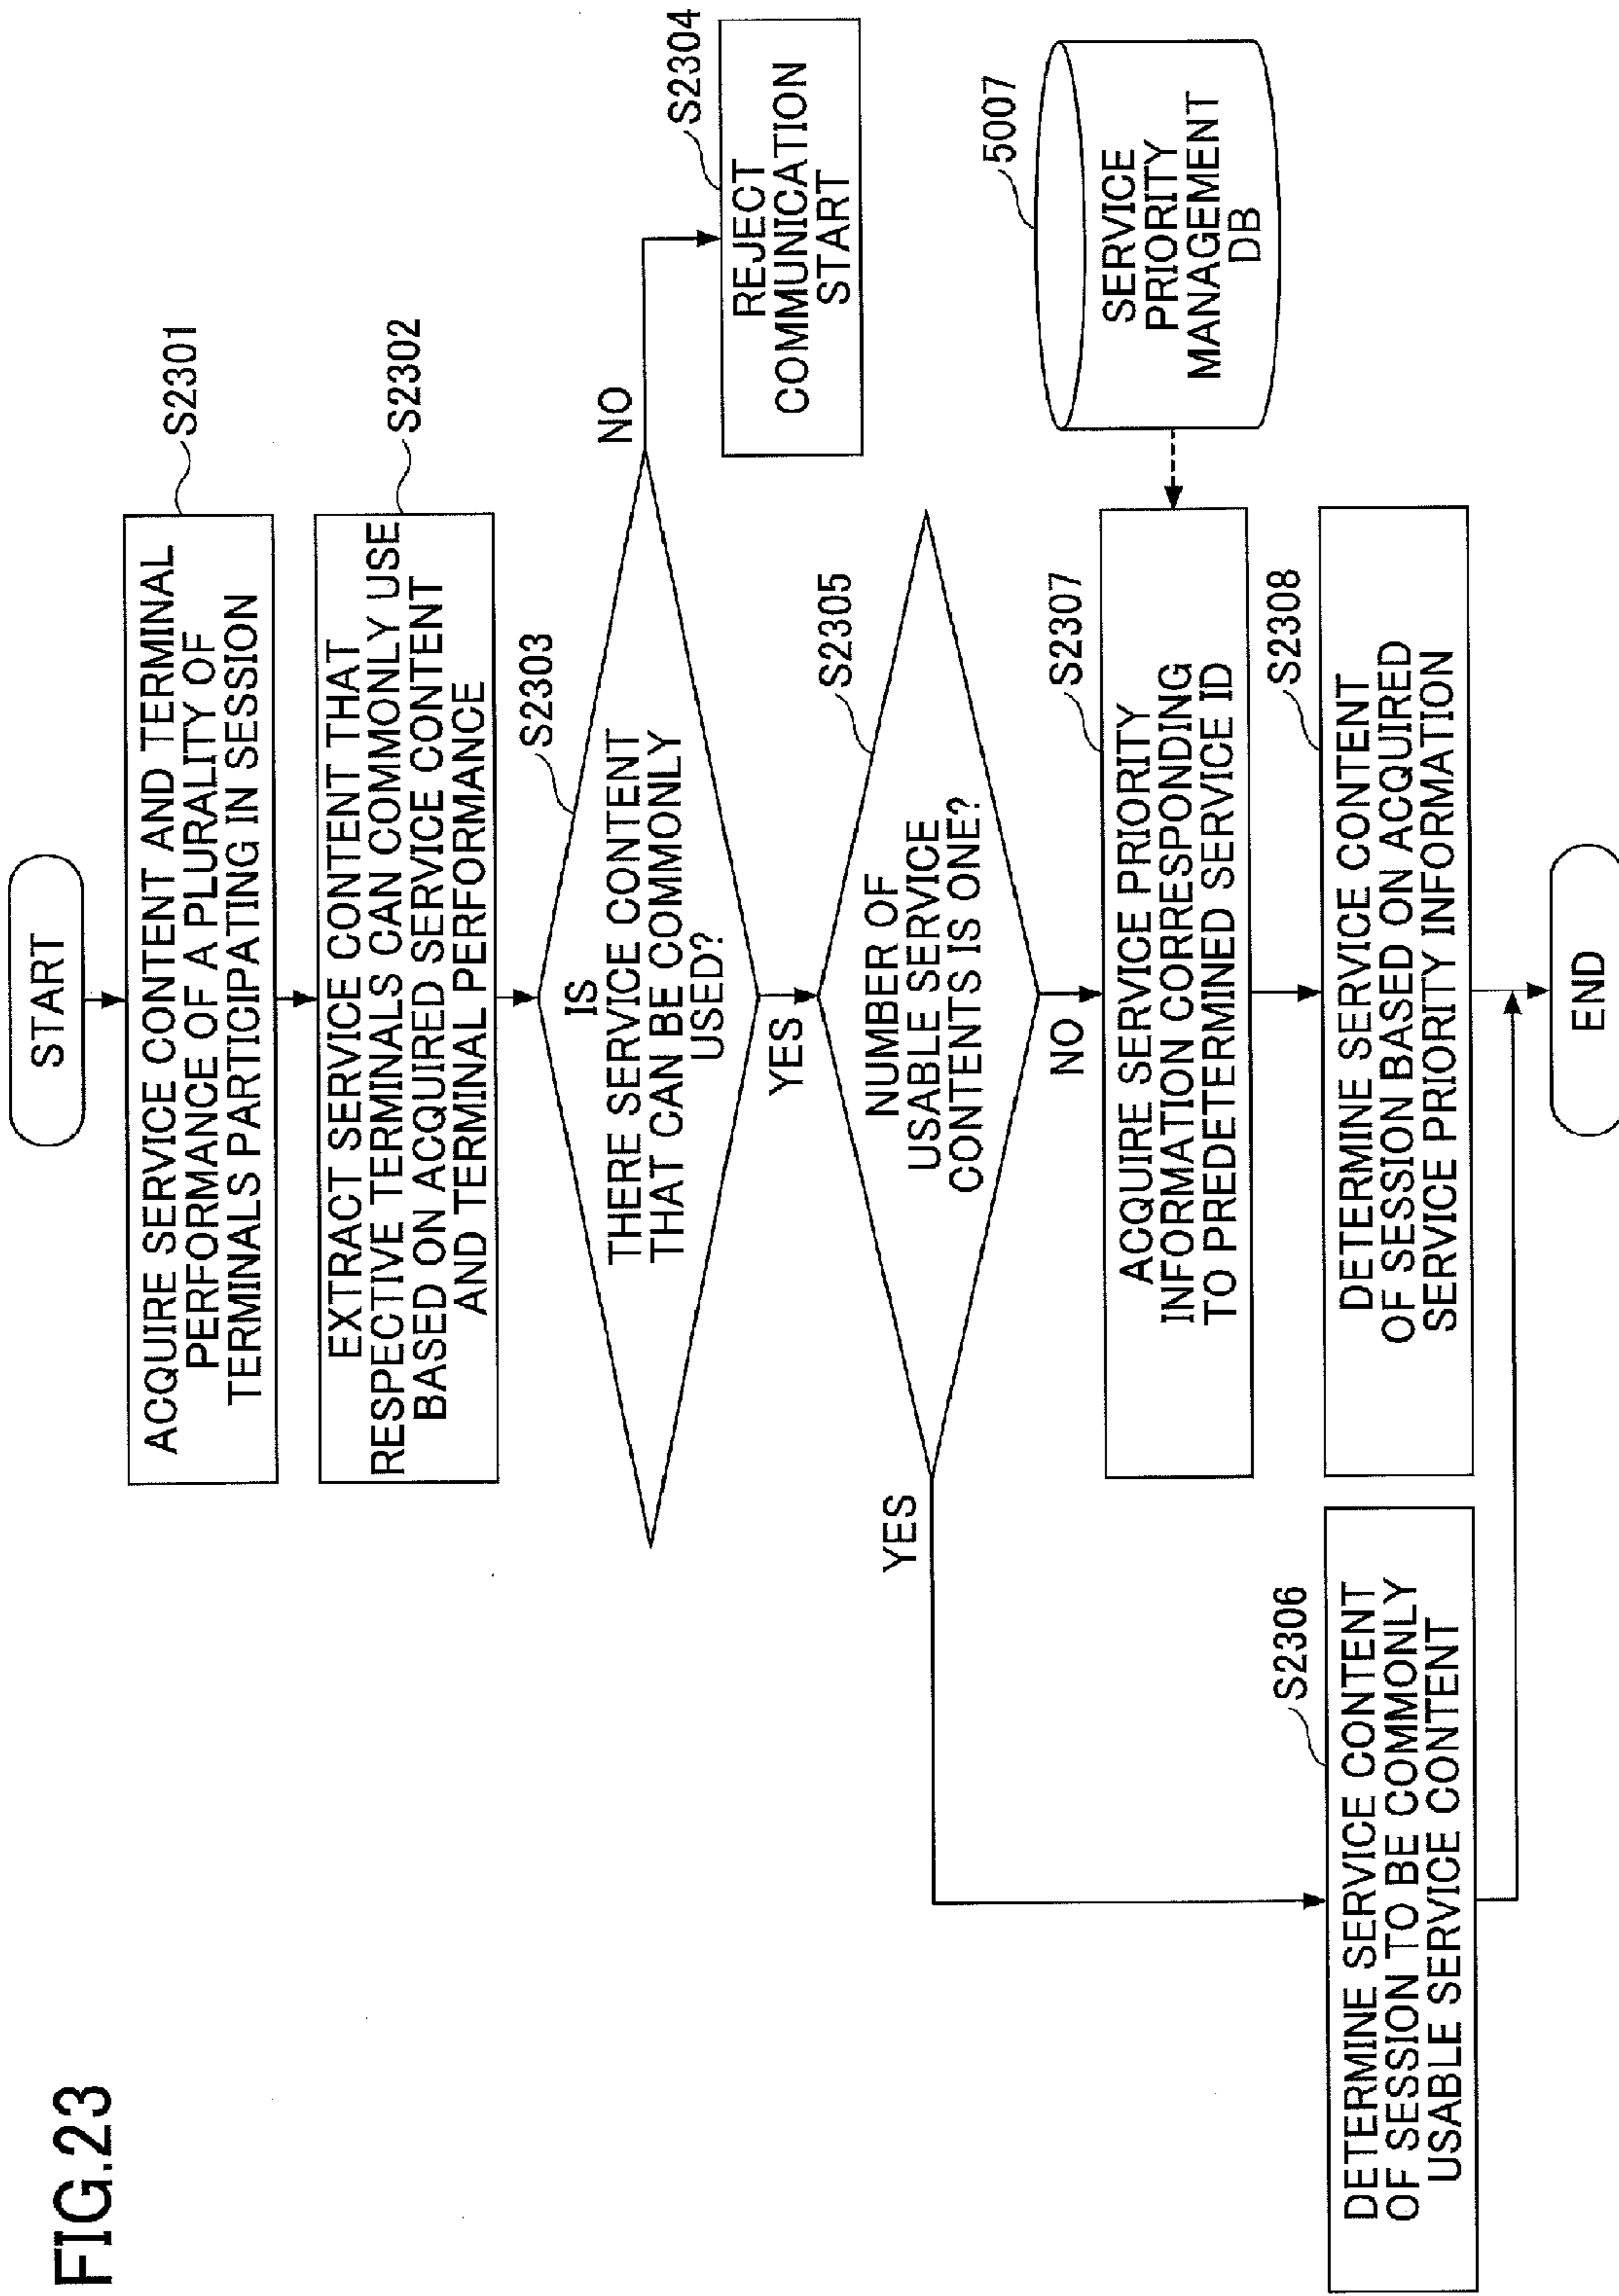 FIG.23
START
S2301
ACQUIRE SERVICE CONTENT AND TERMINAL
PERFORMANCE OF A PLURALITY OF
TERMINALS PARTICIPATING IN SESSION
S2302
EXTRACT SERVICE CONTENT THAT
RESPECTIVE TERMINALS CAN COMMONLY USE
BASED ON ACQUIRED SERVICE CONTENT
AND TERMINAL PERFORMANCE
S2303
IS
THERE SERVICE CONTENT
THAT CAN BE COMMONLY
USED?
NO
S2304
REJECT
COMMUNICATION
START
YES
S2305
NUMBER OF
USABLE SERVICE
CONTENTS IS ONE?
YES
NO
S2307
ACQUIRE SERVICE PRIORITY
INFORMATION CORRESPONDING
TO PREDETERMINED SERVICE ID
5007
SERVICE
PRIORITY
MANAGEMENT
DB
S2306
DETERMINE SERVICE CONTENT
OF SESSION TO BE COMMONLY
USABLE SERVICE CONTENT
S2308
DETERMINE SERVICE CONTENT
OF SESSION BASED ON ACQUIRED
SERVICE PRIORITY INFORMATION
END